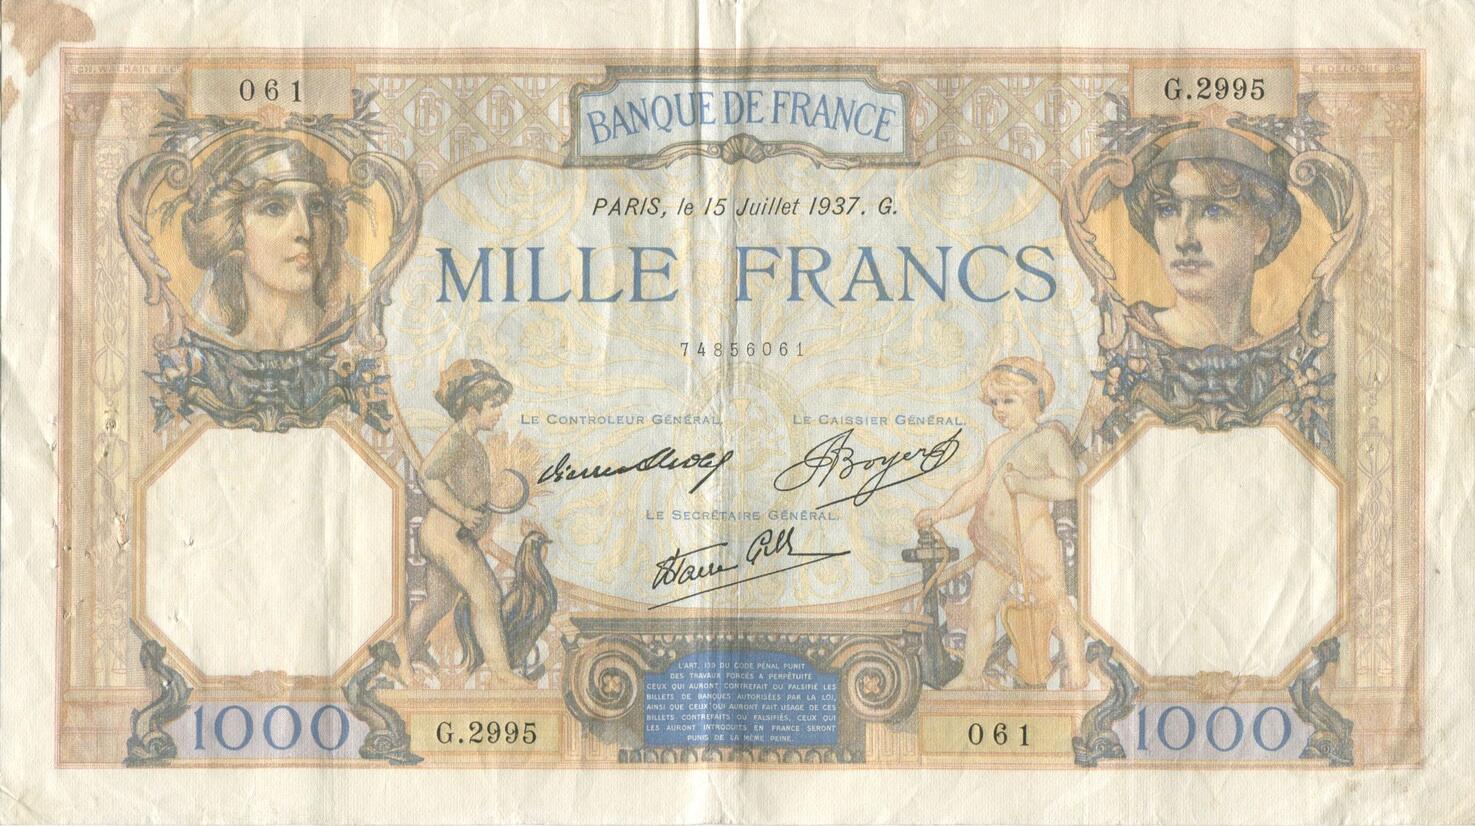 061
G.2995
BANQUE DE FRANCE
PARIS, le 15 Juillet 1937. G.
MILLE FRANCS
74856061
LE CONTROLEUR GÉNÉRAL,
LE CAISSIER GÉNÉRAL,
LE SECRÉTAIRE GÉNÉRAL,
L'ART. 139 DU CODE PÉNAL PUNIT
DES TRAVAUX FORCÉS A PERPÉTUITÉ
CEUX QUI AURONT CONTREFAIT OU FALSIFIÉ LES
BILLETS DE BANQUES AUTORISÉES PAR LA LOI,
AINSI QUE CEUX QUI AURONT FAIT USAGE DE CES
BILLETS CONTREFAITS OU FALSIFIÉS, CEUX QUI
LES AURONT INTRODUITS EN FRANCE SERONT
PUNIS DE LA MÊME PEINE.
1000
G.2995
061
1000